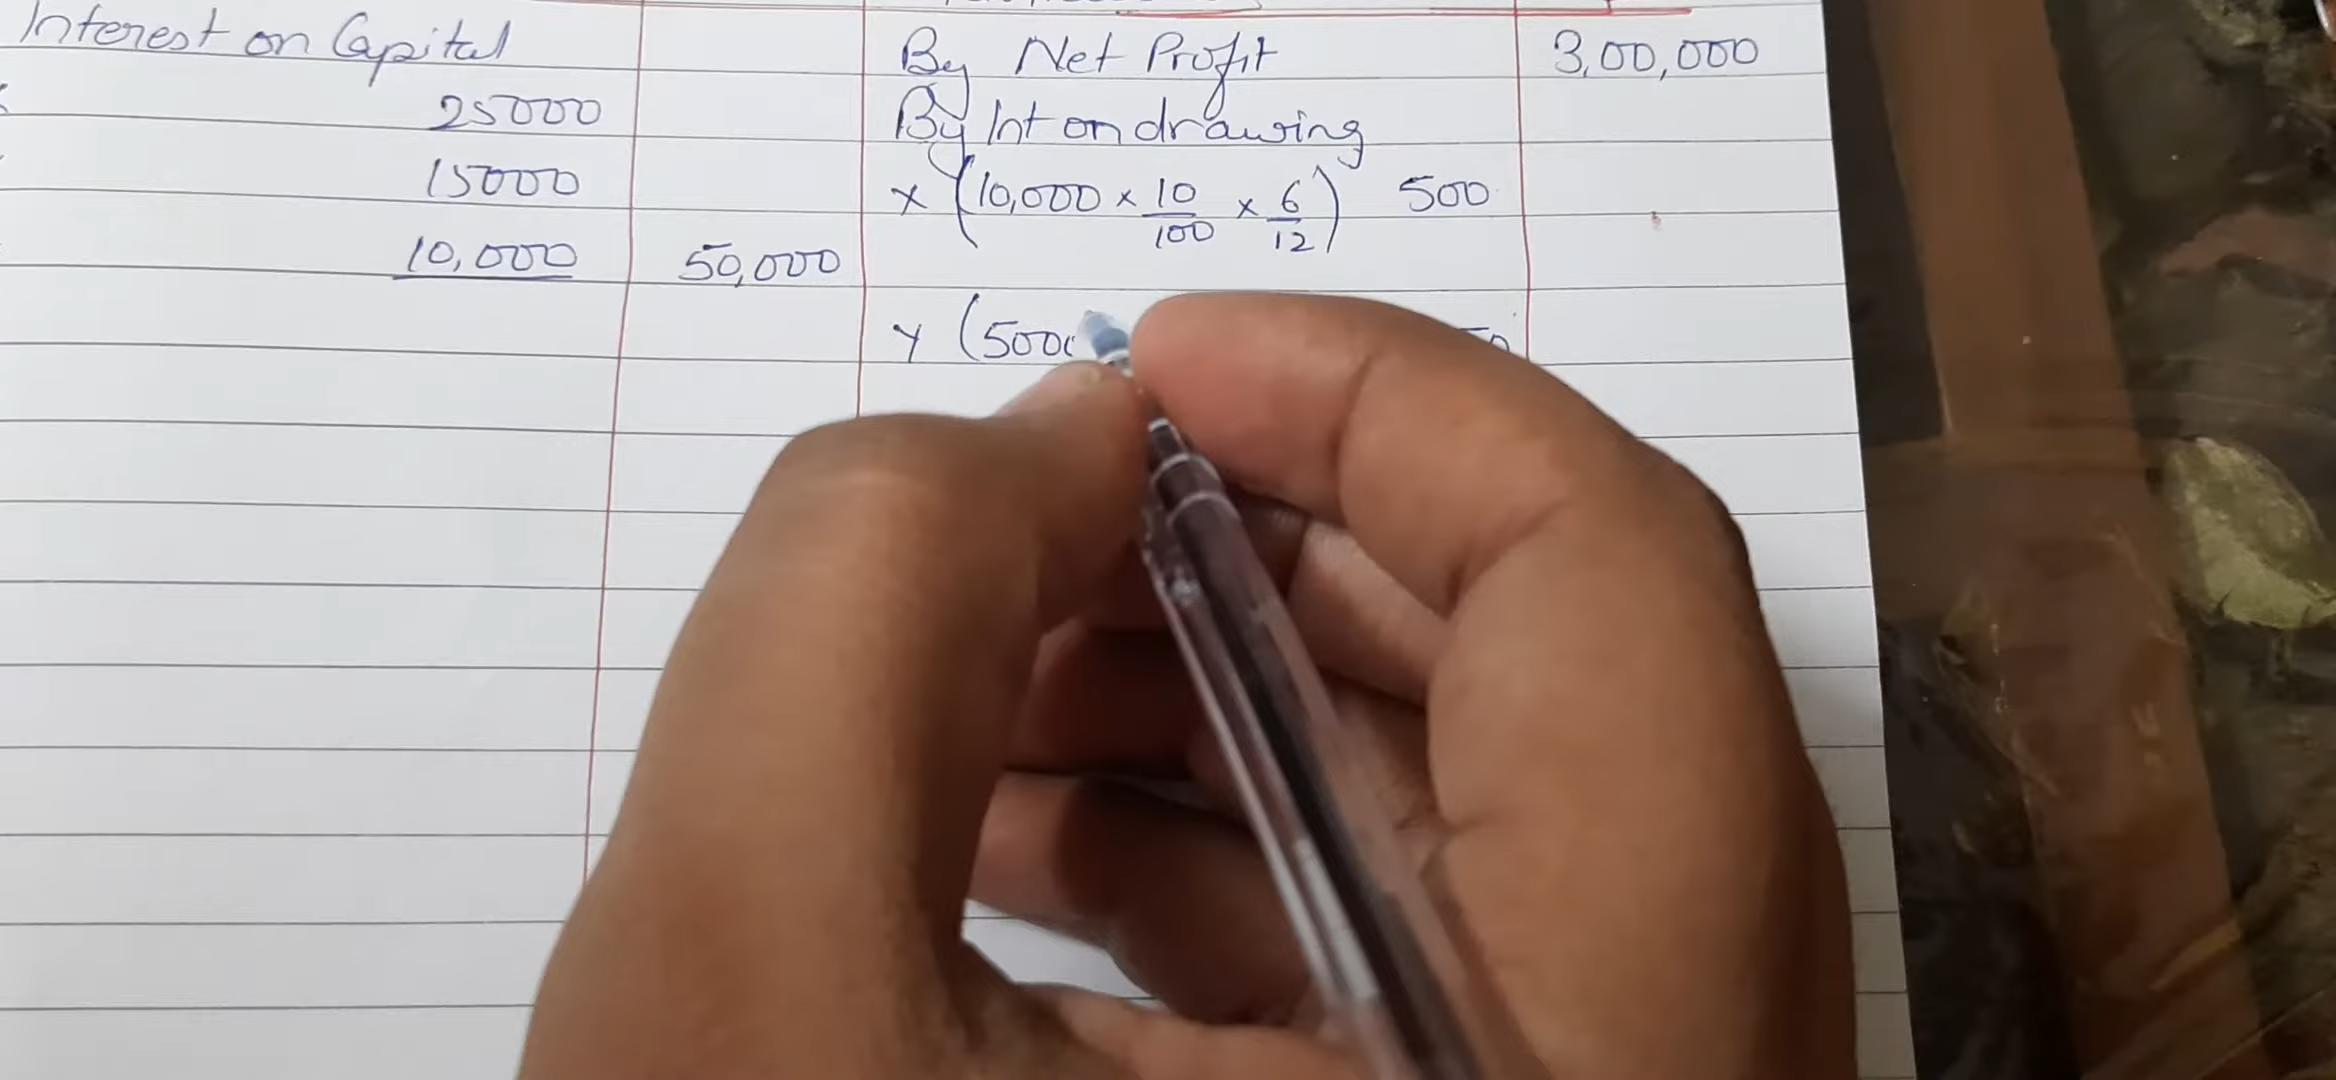 Interest on Capital
25000
15000
10,000 50,000
By Net Profit 3,00,000
By Int on drawing
x (10,000 × 10/100 × 6/12) 500
y (500